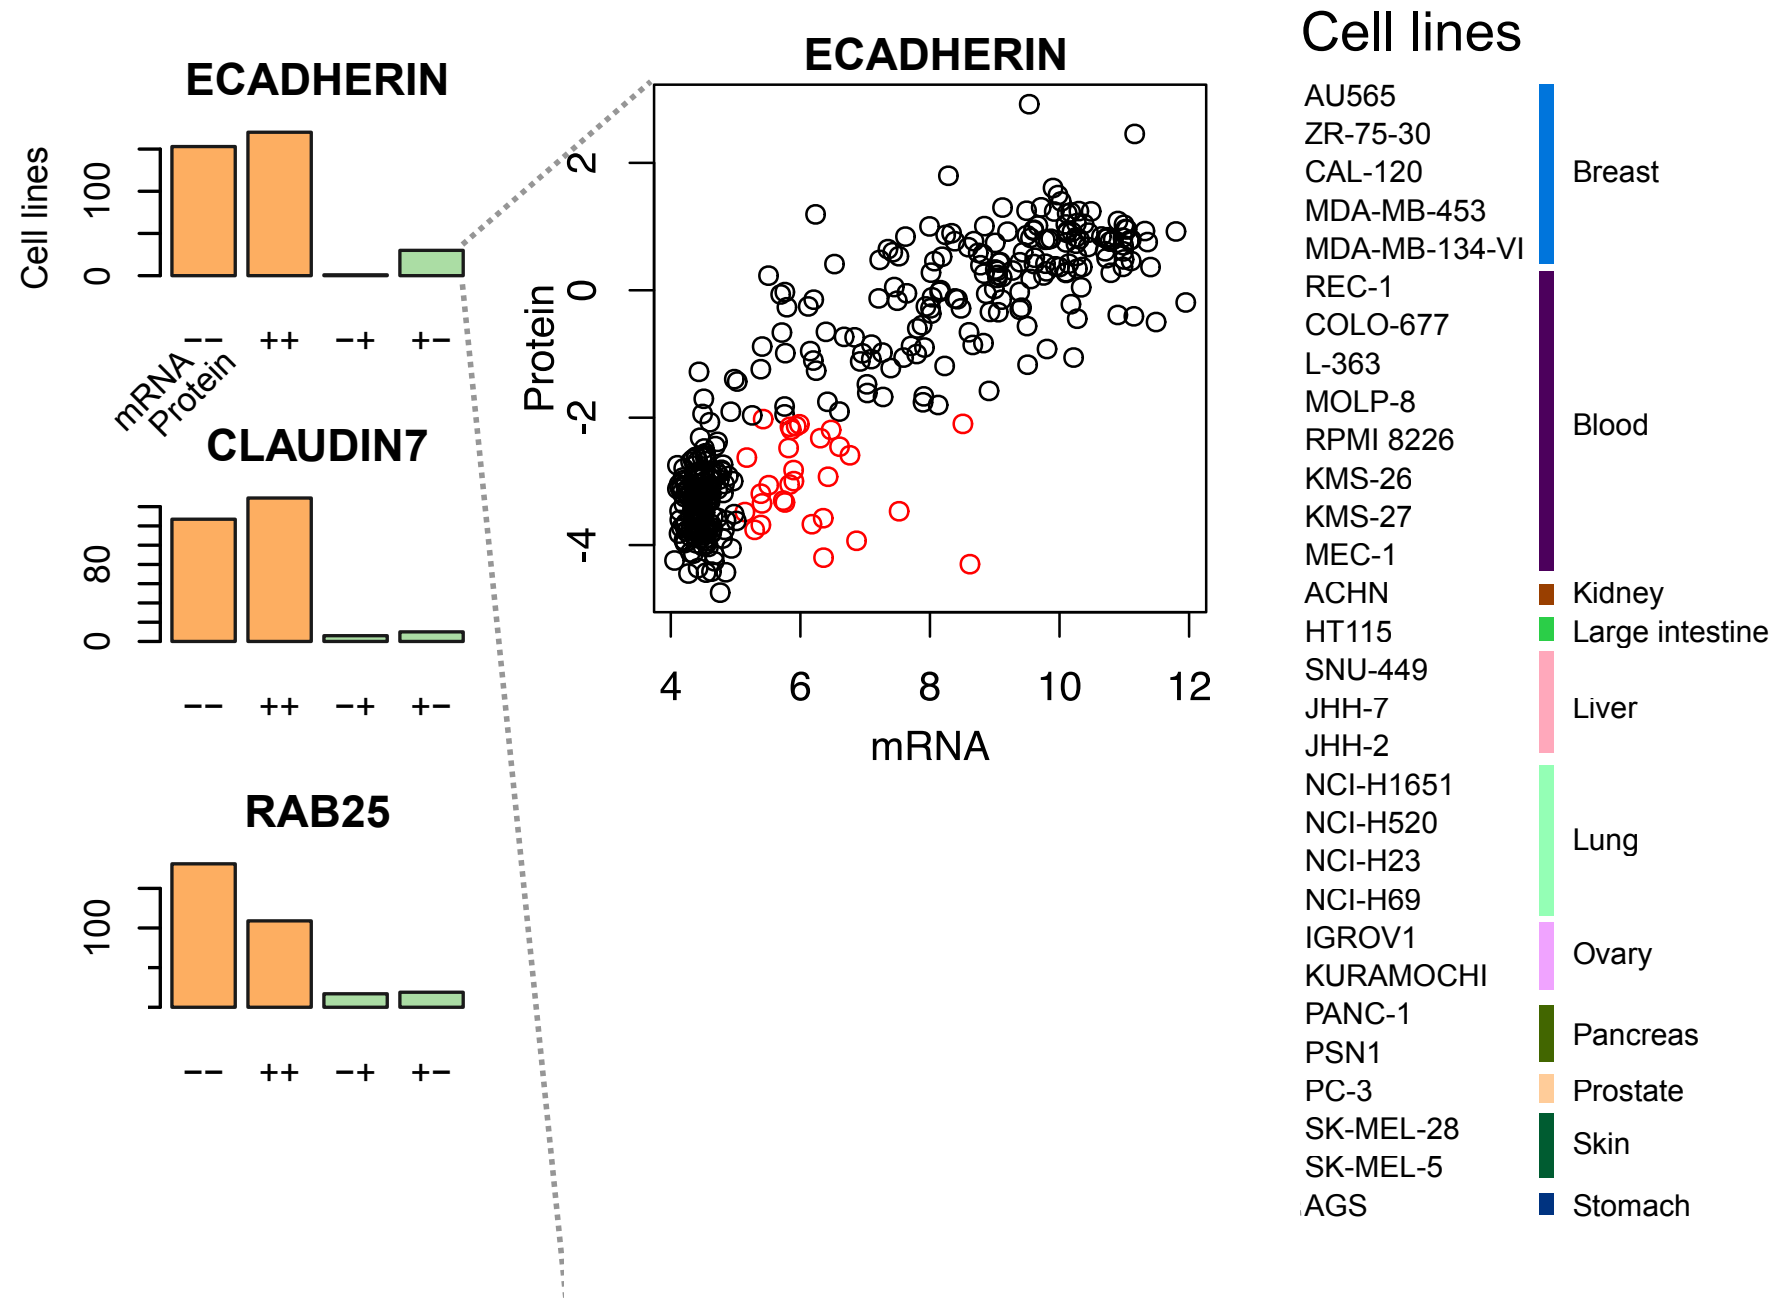 ECADHERIN
Cell lines
0
100
−− ++ −+ +−
mRNA
Protein
CLAUDIN7
0
80
−− ++ −+ +−
RAB25
100
−− ++ −+ +−
ECADHERIN
Protein
2
0
-2
-4
4 6 8 10 12
mRNA
Cell lines
AU565
ZR-75-30
CAL-120
MDA-MB-453
MDA-MB-134-VI
Breast
REC-1
COLO-677
L-363
MOLP-8
RPMI 8226
KMS-26
KMS-27
MEC-1
Blood
ACHN
Kidney
HT115
Large intestine
SNU-449
JHH-7
JHH-2
Liver
NCI-H1651
NCI-H520
NCI-H23
NCI-H69
Lung
IGROV1
KURAMOCHI
Ovary
PANC-1
PSN1
Pancreas
PC-3
Prostate
SK-MEL-28
SK-MEL-5
Skin
AGS
Stomach